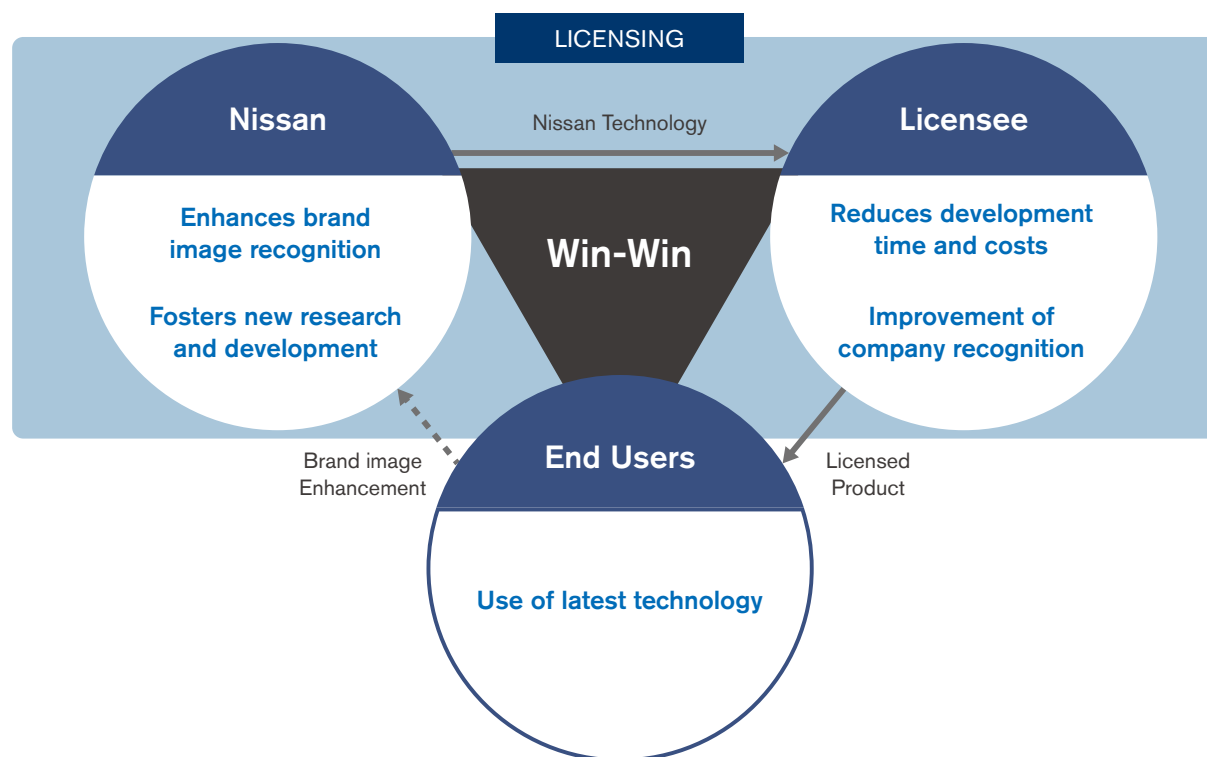 LICENSING
Nissan
Nissan Technology
Licensee
Enhances brand
image recognition
Fosters new research
and development
Win-Win
Reduces development
time and costs
Improvement of
company recognition
Brand image
Enhancement
End Users
Licensed
Product
Use of latest technology